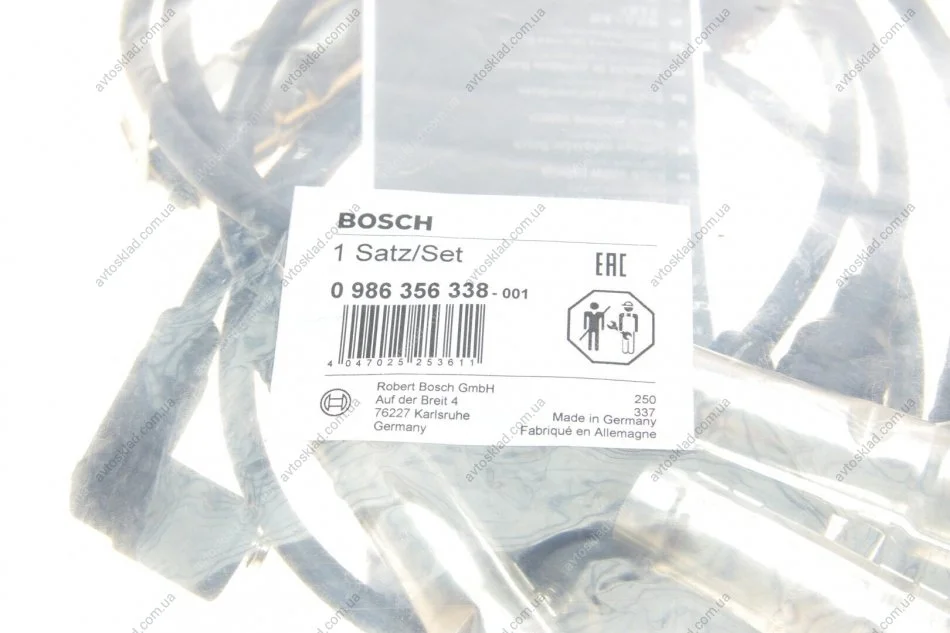 BOSCH
1 Satz/Set
EAC
0 986 356 338 - 001
4 047025 253611
Robert Bosch GmbH
Auf der Breit 4
76227 Karlsruhe
Germany
250
337
Made in Germany
Fabriqué en Allemagne
avtosklad.com.ua